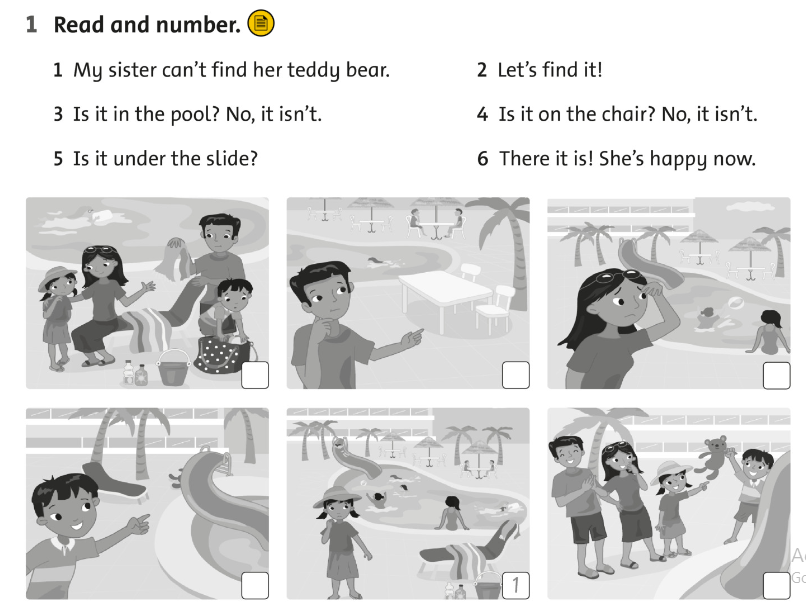 1 Read and number.
1 My sister can't find her teddy bear.
2 Let's find it!
3 Is it in the pool? No, it isn't.
4 Is it on the chair? No, it isn't.
5 Is it under the slide?
6 There it is! She's happy now.
1